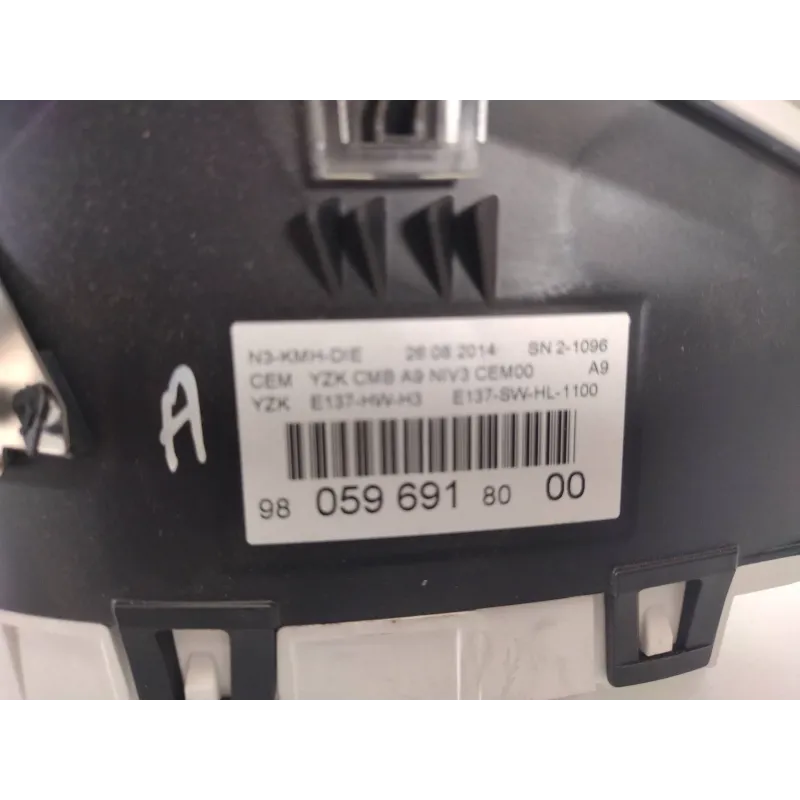 N3-KMH-DIE 26.08.2014 SN 2-1096
CEM YZK CMB A9 NIV3 CEM00 A9
YZK E137-HW-H3 E137-SW-HL-1100
98 059 691 80 00
A